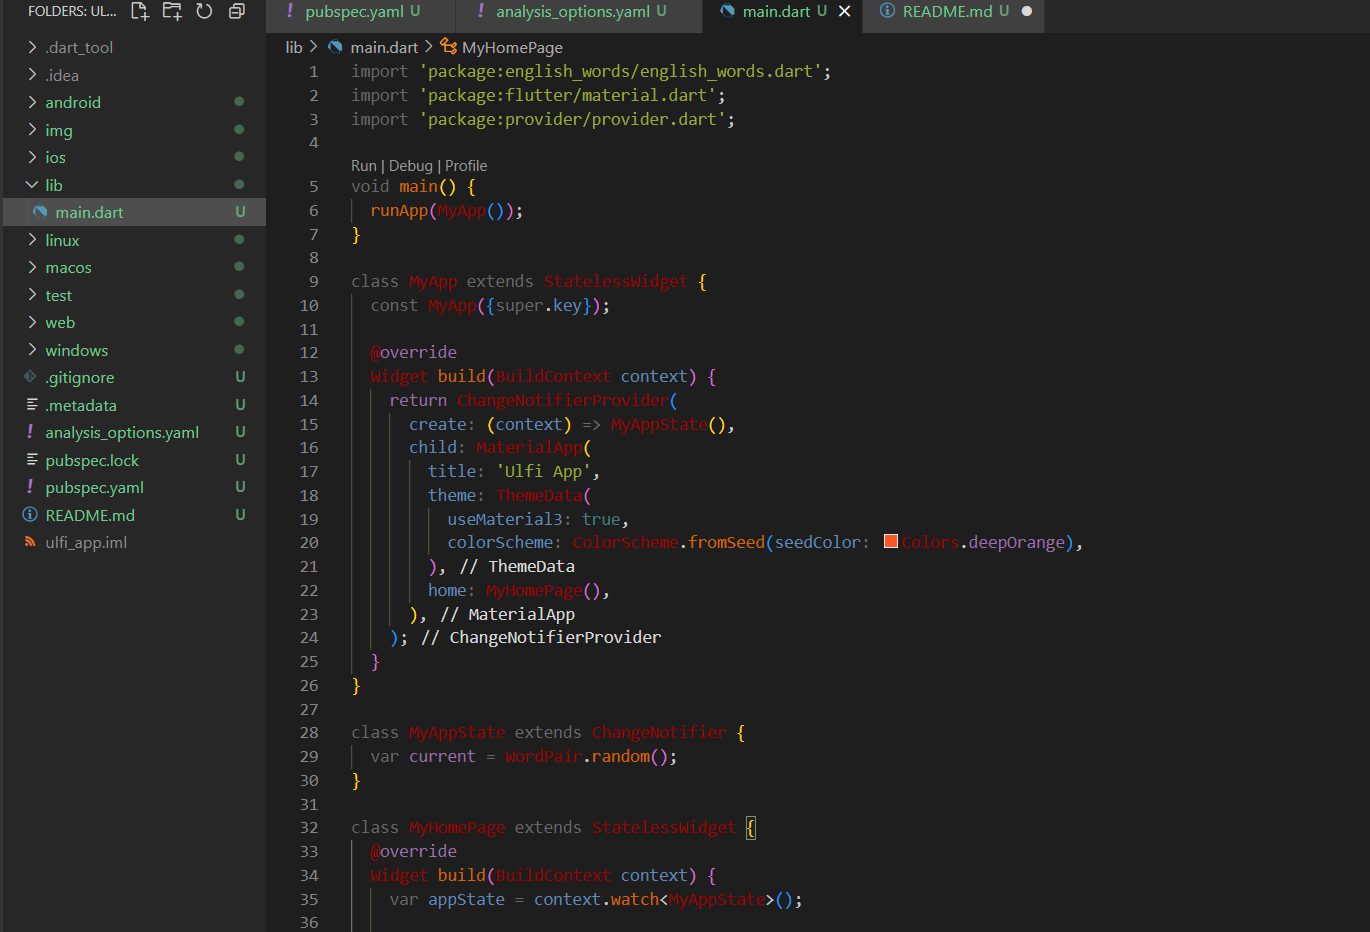 FOLDERS: UL...
.dart_tool
.idea
android
img
ios
lib
main.dart U
linux
macos
test
web
windows
.gitignore U
.metadata U
analysis_options.yaml U
pubspec.lock U
pubspec.yaml U
README.md U
ulfi_app.iml
pubspec.yaml U
analysis_options.yaml U
main.dart U
README.md U
lib > main.dart > MyHomePage
1 import 'package:english_words/english_words.dart';
2 import 'package:flutter/material.dart';
3 import 'package:provider/provider.dart';
4
Run | Debug | Profile
5 void main() {
6 runApp(MyApp());
7 }
8
9 class MyApp extends StatelessWidget {
10 const MyApp({super.key});
11
12 @override
13 Widget build(BuildContext context) {
14 return ChangeNotifierProvider(
15 create: (context) => MyAppState(),
16 child: MaterialApp(
17 title: 'Ulfi App',
18 theme: ThemeData(
19 useMaterial3: true,
20 colorScheme: ColorScheme.fromSeed(seedColor: Colors.deepOrange),
21 ), // ThemeData
22 home: MyHomePage(),
23 ), // MaterialApp
24 ); // ChangeNotifierProvider
25 }
26 }
27
28 class MyAppState extends ChangeNotifier {
29 var current = WordPair.random();
30 }
31
32 class MyHomePage extends StatelessWidget {
33 @override
34 Widget build(BuildContext context) {
35 var appState = context.watch<MyAppState>();
36